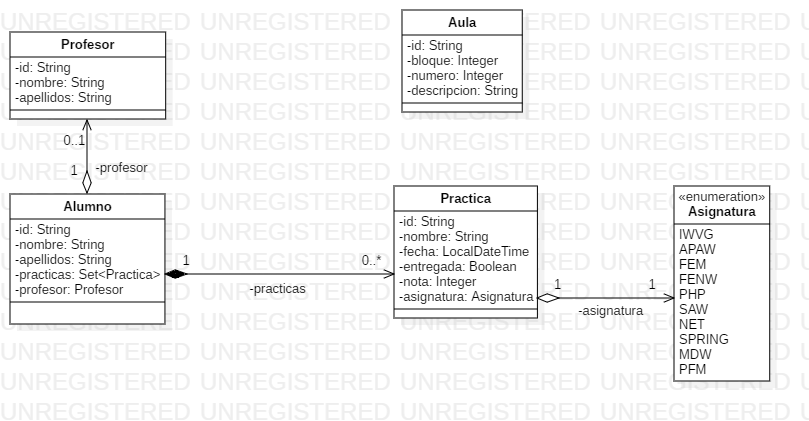 Profesor
-id: String
-nombre: String
-apellidos: String
Aula
-id: String
-bloque: Integer
-numero: Integer
-descripcion: String
0..1
1
-profesor
Alumno
-id: String
-nombre: String
-apellidos: String
-practicas: Set<Practica>
-profesor: Profesor
1
0..*
-practicas
Practica
-id: String
-nombre: String
-fecha: LocalDateTime
-entregada: Boolean
-nota: Integer
-asignatura: Asignatura
1
1
-asignatura
«enumeration»
Asignatura
IWVG
APAW
FEM
FENW
PHP
SAW
NET
SPRING
MDW
PFM
UNREGISTERED UNREGISTERED UNREGISTERED UNREGISTERED